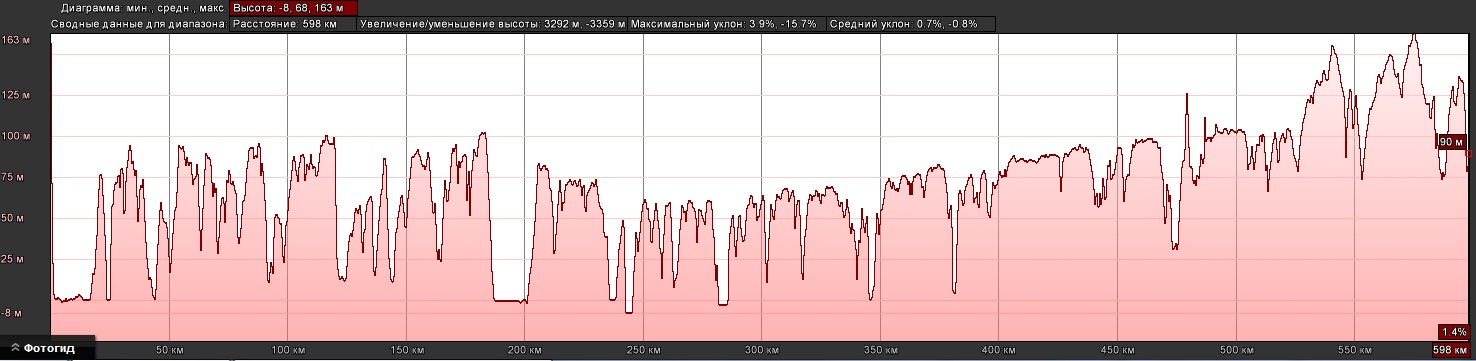 Диаграмма: мин., средн., макс. Высота: -8, 68, 163 м
Сводные данные для диапазона: Расстояние: 598 км Увеличение/уменьшение высоты: 3292 м, -3359 м Максимальный уклон: 3.9%, -15.7% Средний уклон: 0.7%, -0.8%
163 м
125 м
100 м
90 м
75 м
50 м
25 м
-8 м
1.4%
Фотогид
50 км 100 км 150 км 200 км 250 км 300 км 350 км 400 км 450 км 500 км 550 км 598 км